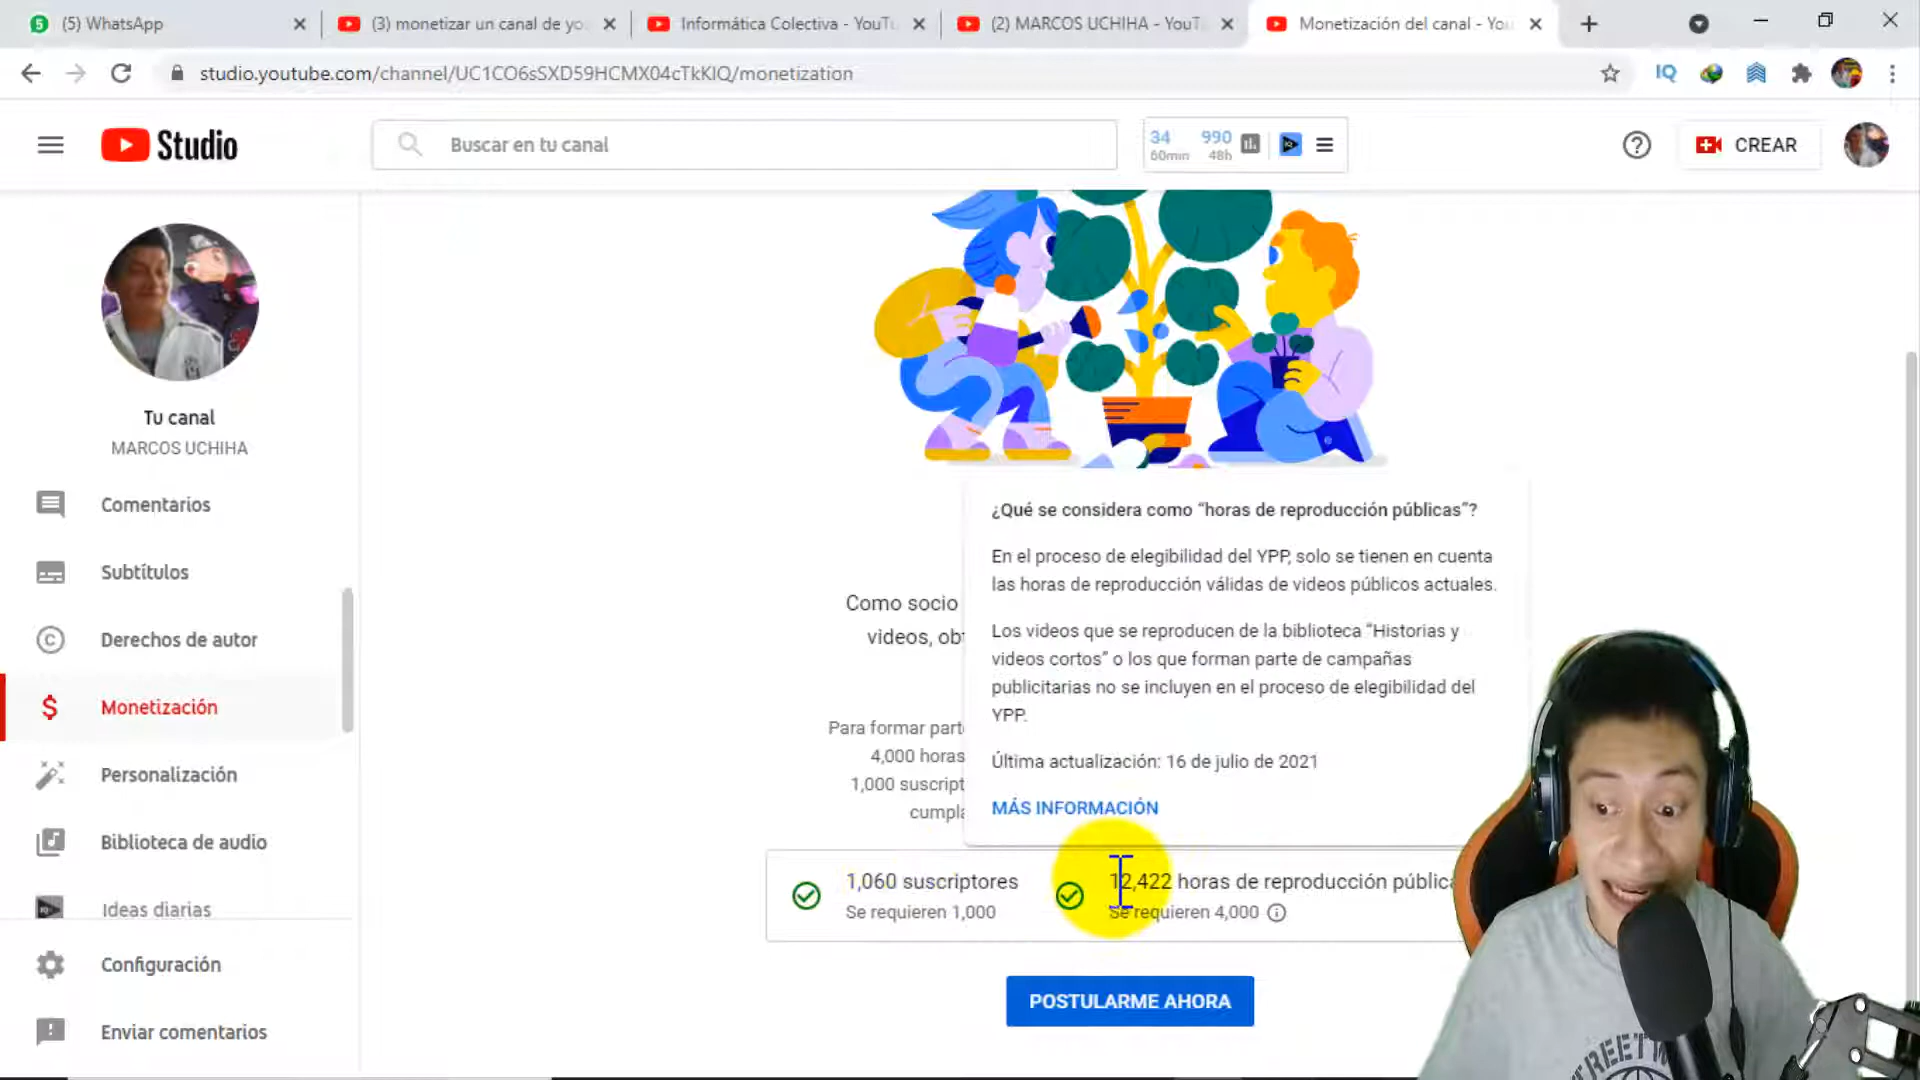 (5) WhatsApp
(3) monetizar un canal de yo
Informática Colectiva - YouTu
(2) MARCOS UCHIHA - YouT
Monetización del canal - You
studio.youtube.com/channel/UC1CO6sSXD59HCMX04cTkKIQ/monetization
IQ
Studio
Buscar en tu canal
34 990
60min 48h
CREAR
Tu canal
MARCOS UCHIHA
Comentarios
Subtítulos
Derechos de autor
Monetización
Personalización
Biblioteca de audio
Ideas diarias
Configuración
Enviar comentarios
¿Qué se considera como “horas de reproducción públicas”?
En el proceso de elegibilidad del YPP, solo se tienen en cuenta
las horas de reproducción válidas de videos públicos actuales.
Los videos que se reproducen de la biblioteca “Historias y
videos cortos” o los que forman parte de campañas
publicitarias no se incluyen en el proceso de elegibilidad del
YPP.
Última actualización: 16 de julio de 2021
MÁS INFORMACIÓN
Como socio
videos, obt
Para formar part
4,000 horas
1,000 suscript
cumpla
1,060 suscriptores
Se requieren 1,000
12,422 horas de reproducción pública
Se requieren 4,000
POSTULARME AHORA